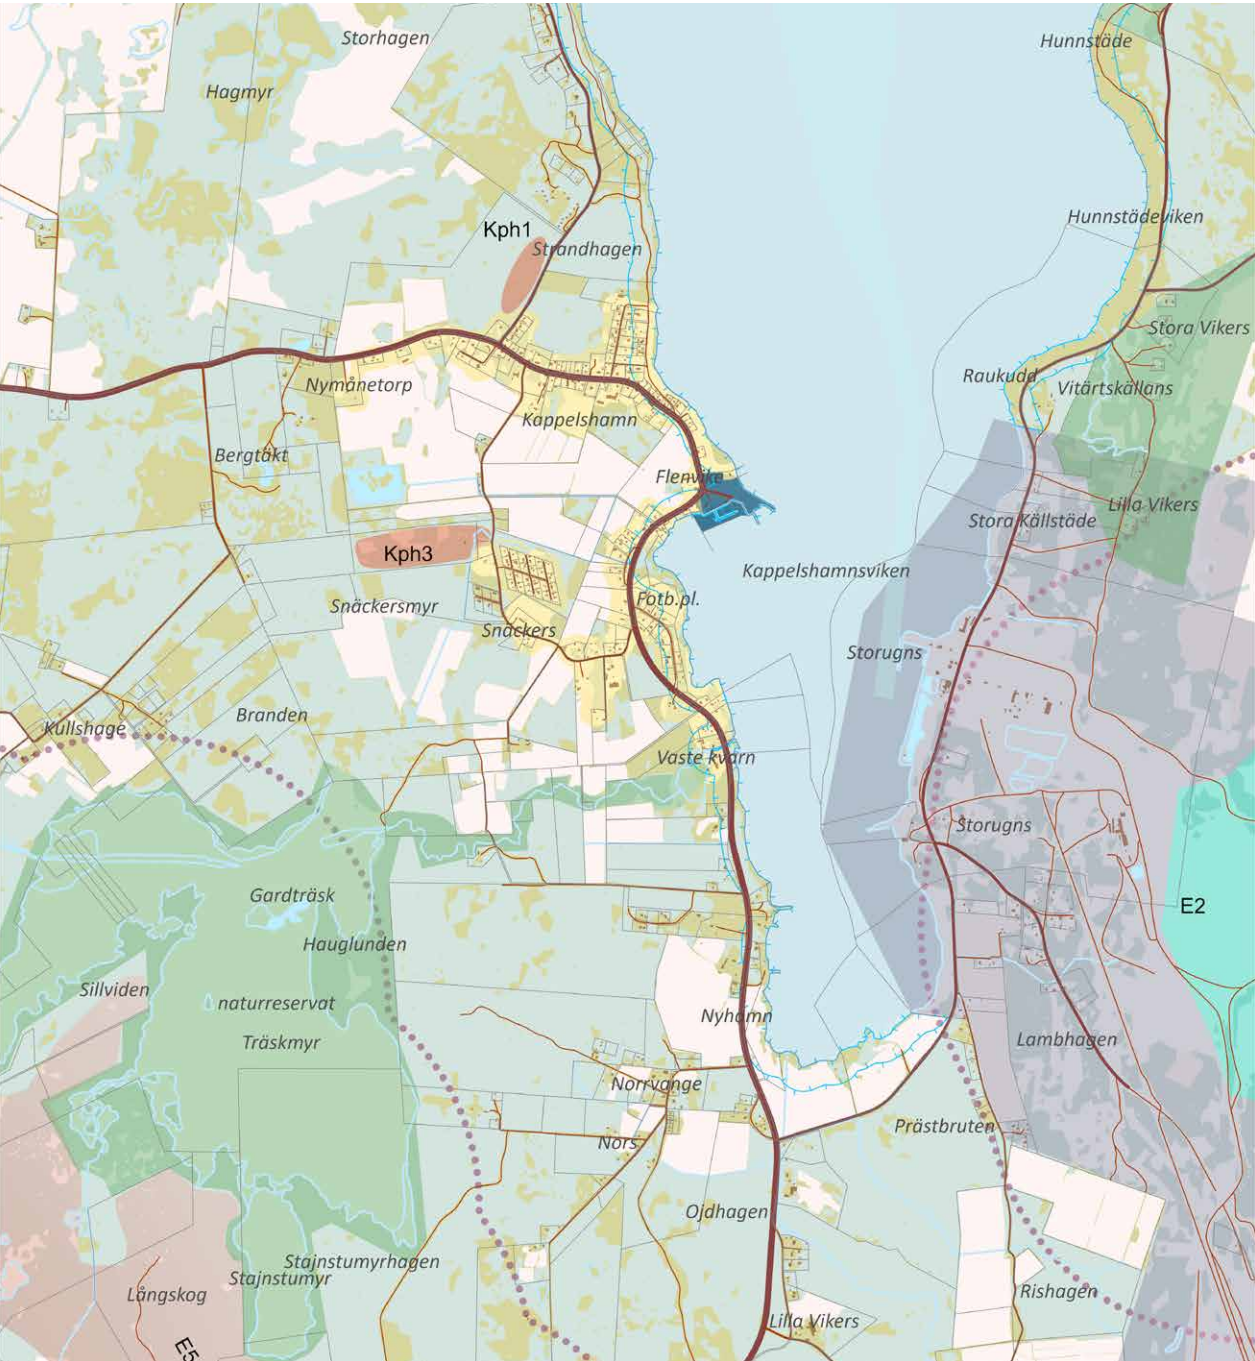 Storhagen
Hunnstäde
Hagmyr
Hunnstädeviken
Kph1
Strandhagen
Stora Vikers
Raukudd
Nymånetorp
Vitärtskällans
Kappelshamn
Bergtäkt
Flenvike
Lilla Vikers
Stora Källstäde
Kph3
Kappelshamnsviken
Fotb.pl.
Snäckersmyr
Snäckers
Storugns
Branden
Kullshage
Vaste kvarn
Storugns
Gardträsk
E2
Hauglunden
Sillviden
naturreservat
Nyhamn
Träskmyr
Lambhagen
Norrvange
Prästbruten
Nors
Ojdhagen
Stajnstumyrhagen
Stajnstumyr
Långskog
Rishagen
Lilla Vikers
E5